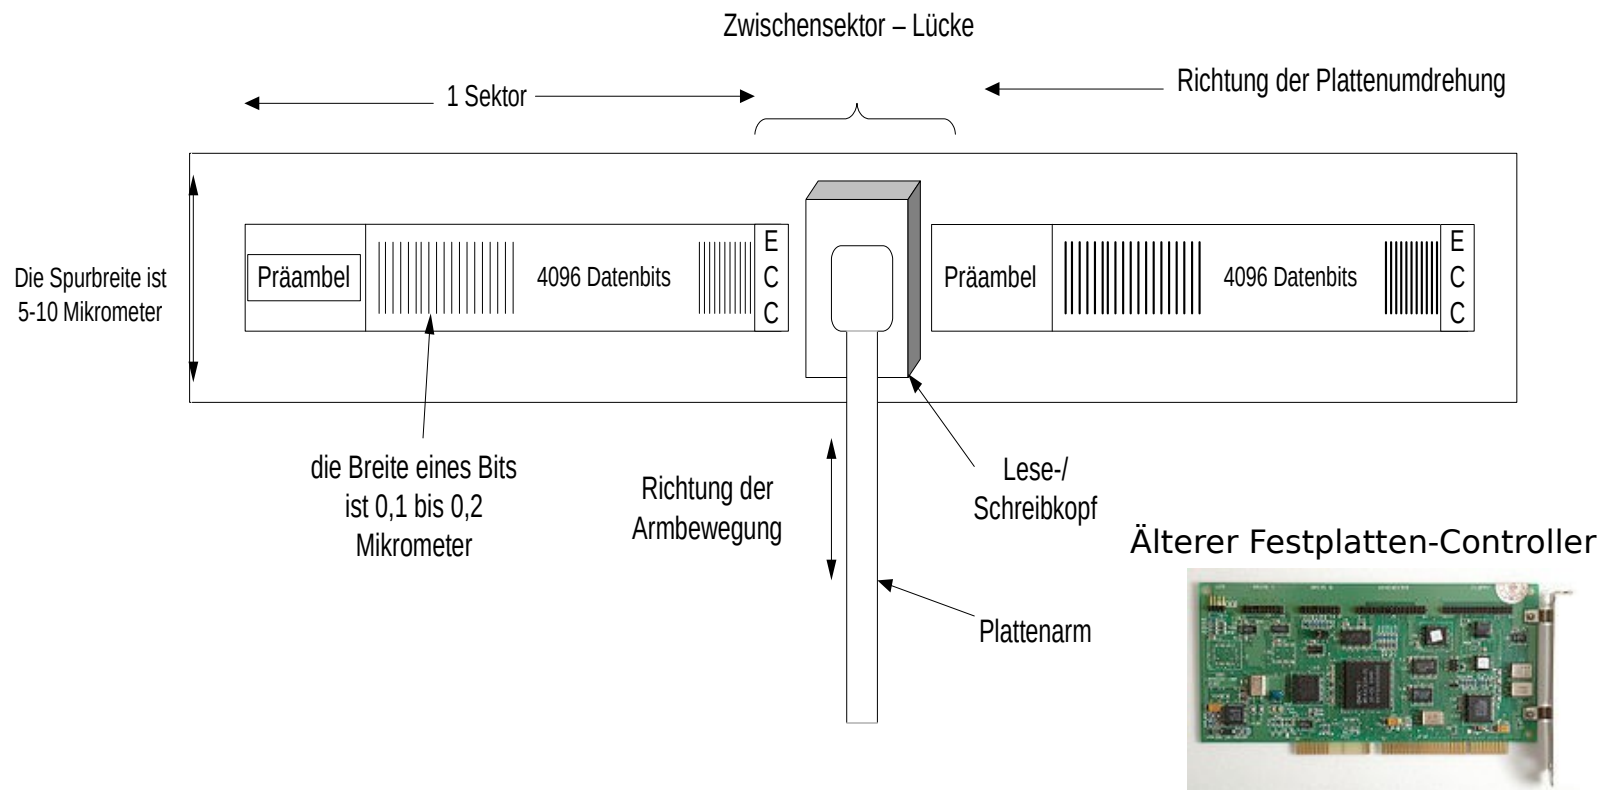 Zwischensektor – Lücke
1 Sektor
Richtung der Plattenumdrehung
Die Spurbreite ist
5-10 Mikrometer
Präambel
4096 Datenbits
E
C
C
Präambel
4096 Datenbits
E
C
C
die Breite eines Bits
ist 0,1 bis 0,2
Mikrometer
Richtung der
Armbewegung
Lese-/
Schreibkopf
Plattenarm
Älterer Festplatten-Controller